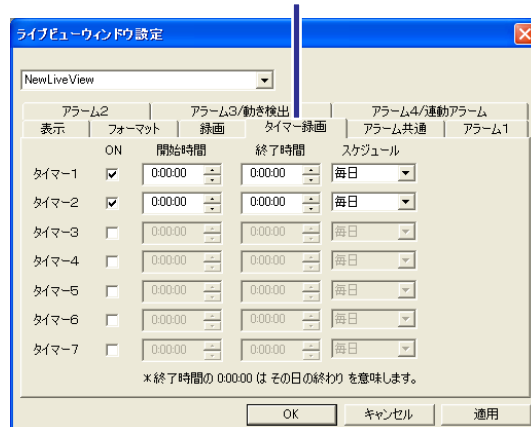 ライブビューウィンドウ設定
NewLiveView
アラーム2 アラーム3/動き検出 アラーム4/連動アラーム
表示 フォーマット 録画 タイマー録画 アラーム共通 アラーム1
ON 開始時間 終了時間 スケジュール
タイマー1 0:00:00 0:00:00 毎日
タイマー2 0:00:00 0:00:00 毎日
タイマー3 0:00:00 0:00:00 毎日
タイマー4 0:00:00 0:00:00 毎日
タイマー5 0:00:00 0:00:00 毎日
タイマー6 0:00:00 0:00:00 毎日
タイマー7 0:00:00 0:00:00 毎日
※終了時間の 0:00:00 は その日の終わり を意味します。
OK キャンセル 適用